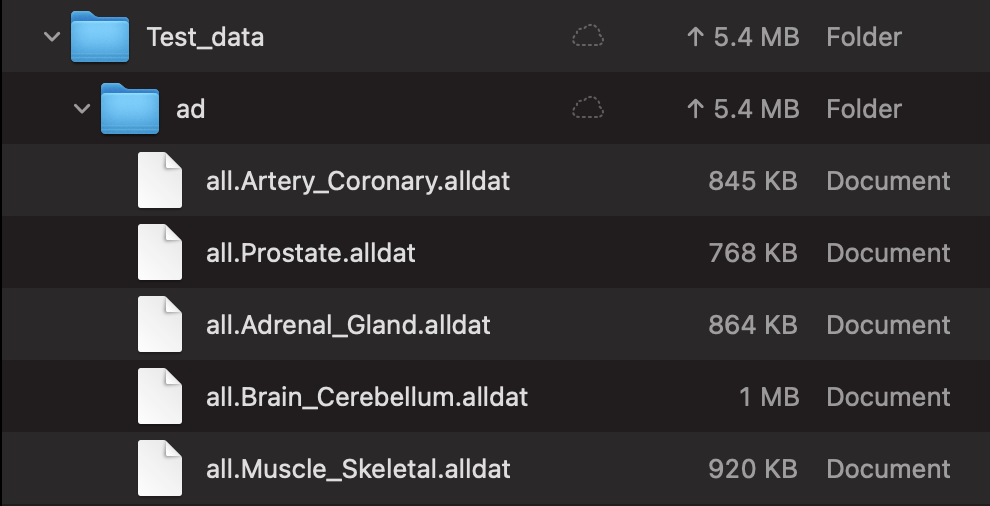 Test_data ↑ 5.4 MB Folder
ad ↑ 5.4 MB Folder
all.Artery_Coronary.alldat 845 KB Document
all.Prostate.alldat 768 KB Document
all.Adrenal_Gland.alldat 864 KB Document
all.Brain_Cerebellum.alldat 1 MB Document
all.Muscle_Skeletal.alldat 920 KB Document